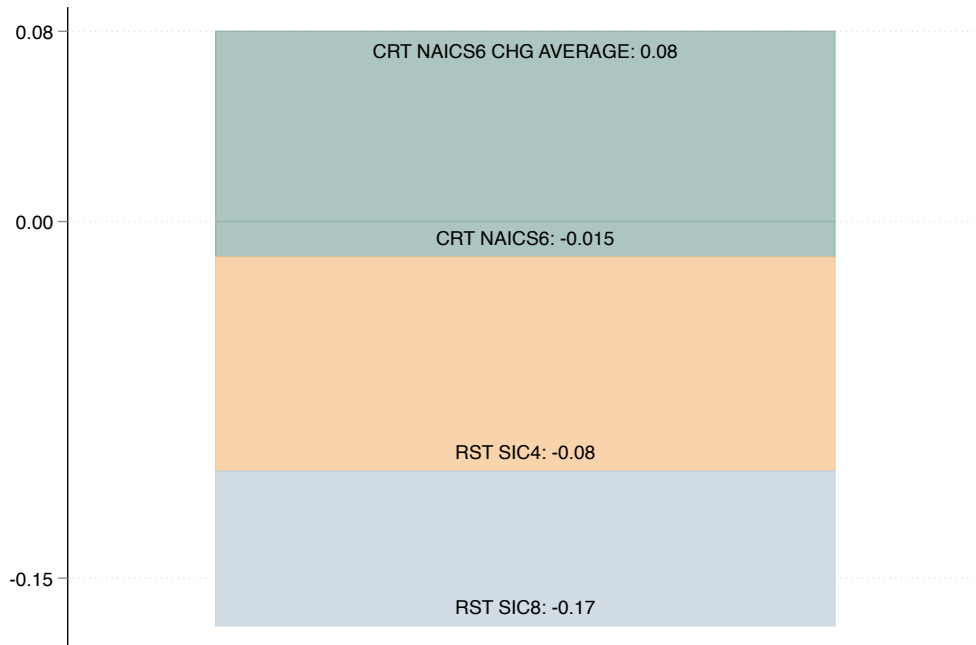 0.08
CRT NAICS6 CHG AVERAGE: 0.08
0.00
CRT NAICS6: -0.015
RST SIC4: -0.08
-0.15
RST SIC8: -0.17